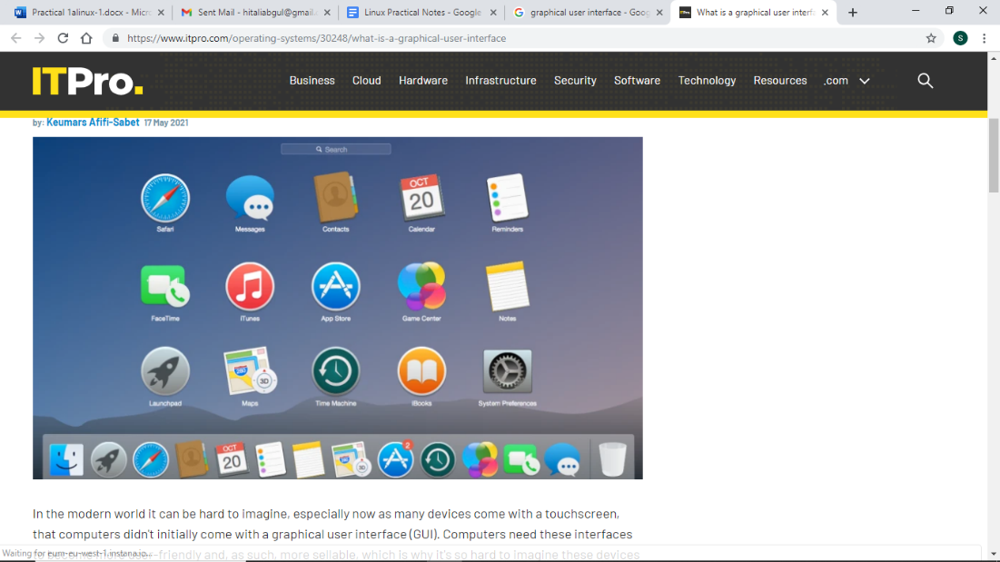 Practical 1alinux-1.docx - Micr
Sent Mail - hitaliabgul@gmail.
Linux Practical Notes - Google
graphical user interface - Goog
What is a graphical user interfa
https://www.itpro.com/operating-systems/30248/what-is-a-graphical-user-interface
S
ITPro.
Business Cloud Hardware Infrastructure Security Software Technology Resources .com
by: Keumars Afifi-Sabet 17 May 2021
Search
OCT
20
Safari Messages Contacts Calendar Reminders
FaceTime iTunes App Store Game Center Notes
280
3D
Launchpad Maps Time Machine iBooks System Preferences
OCT
20
3D
2
In the modern world it can be hard to imagine, especially now as many devices come with a touchscreen,
that computers didn't initially come with a graphical user interface (GUI). Computers need these interfaces
Waiting for eum-eu-west-1.instana.io...
user-friendly and, as such, more sellable, which is why it's so hard to imagine these devices